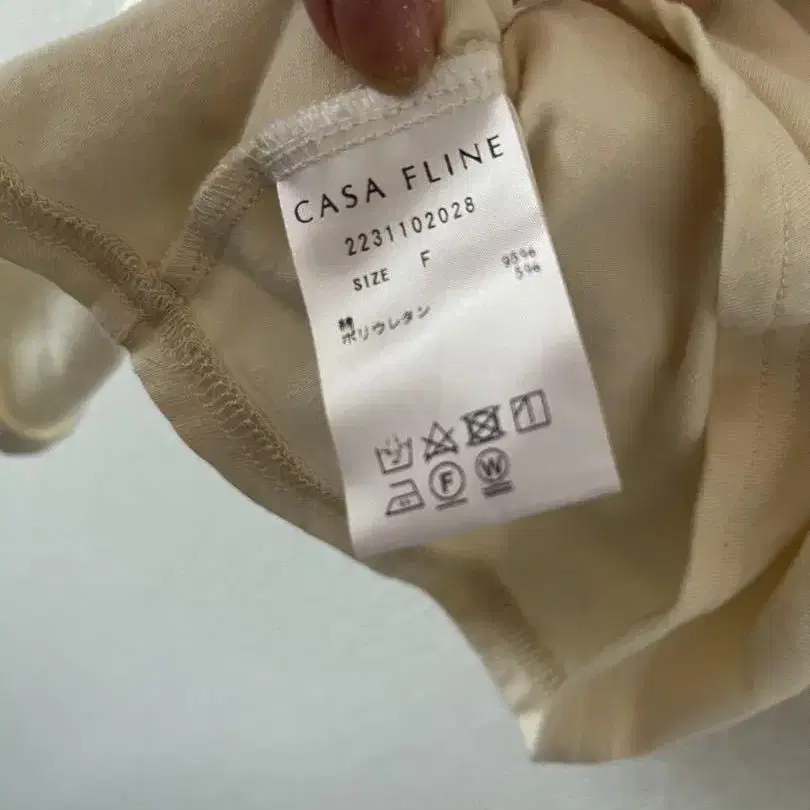 CASA FLINE
2231102028
SIZE F
綿 95%
ポリウレタン 5%
F W